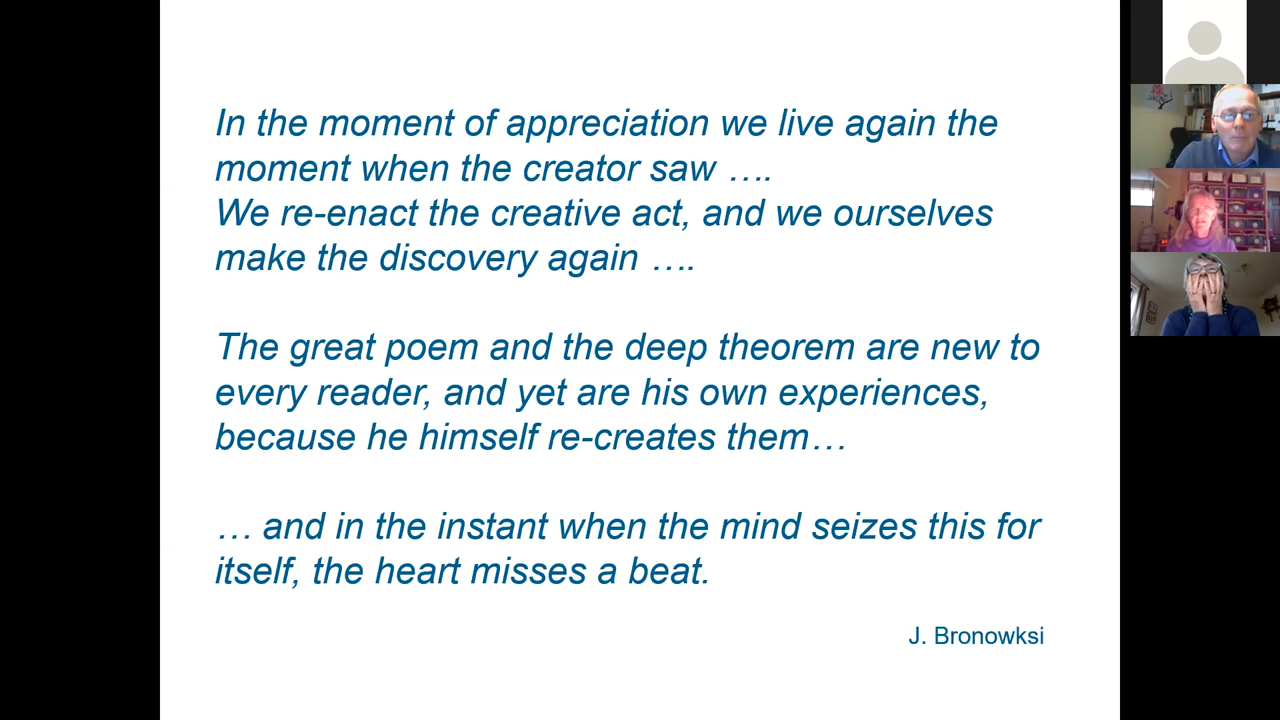 In the moment of appreciation we live again the
moment when the creator saw ….
We re-enact the creative act, and we ourselves
make the discovery again ….
The great poem and the deep theorem are new to
every reader, and yet are his own experiences,
because he himself re-creates them…
… and in the instant when the mind seizes this for
itself, the heart misses a beat.
J. Bronowksi